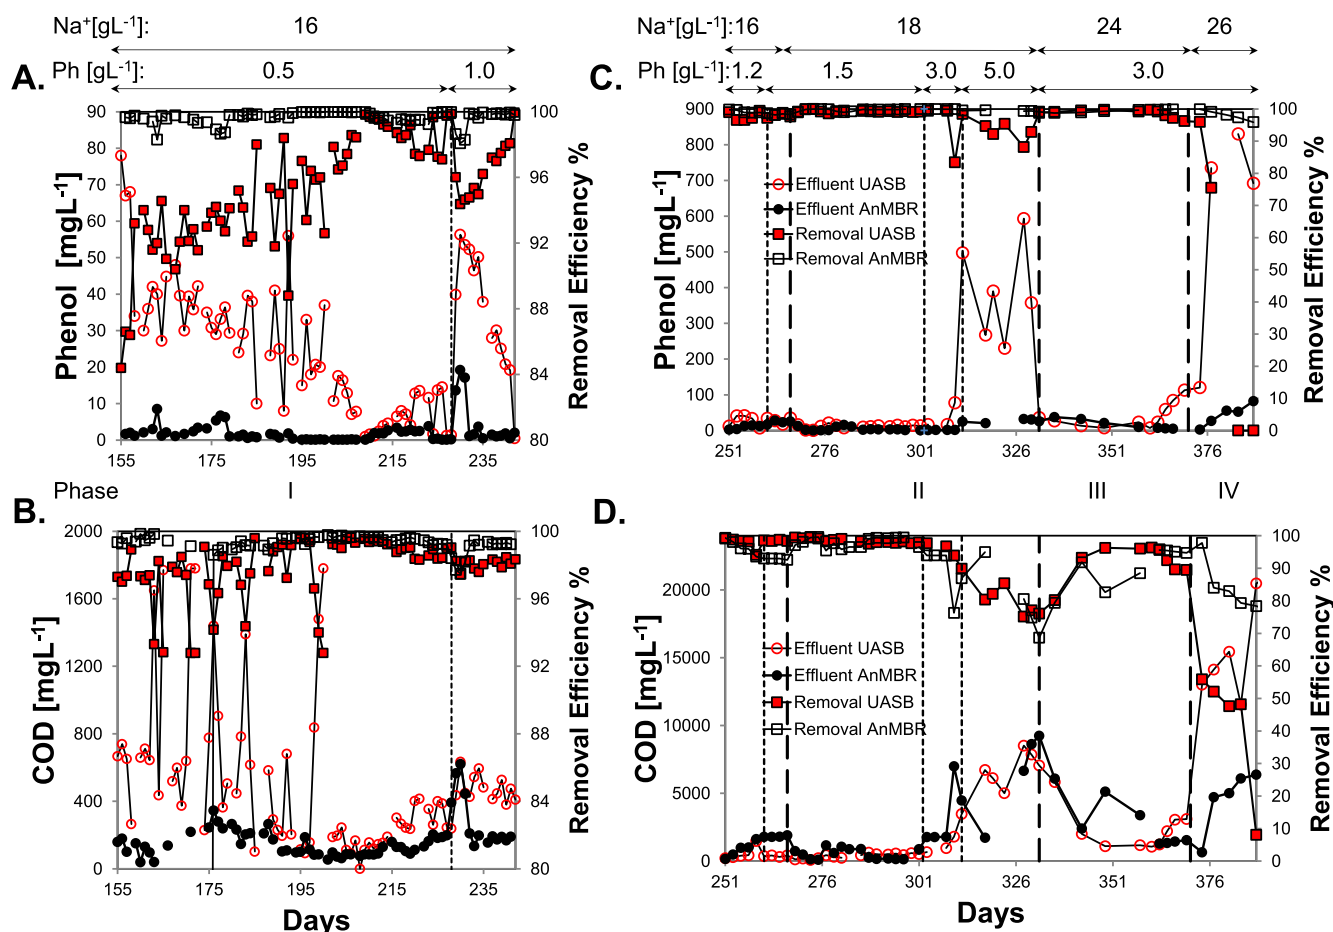 Na⁺[gL⁻¹]: 16
Ph [gL⁻¹]: 0.5 1.0
A.
90 80 70 60 50 40 30 20 10 0
Phenol [mgL⁻¹]
100 96 92 88 84 80
Removal Efficiency %
155 175 195 215 235
Na⁺[gL⁻¹]:16 18 24 26
Ph [gL⁻¹]:1.2 1.5 3.0 5.0 3.0
C.
900 800 700 600 500 400 300 200 100 0
Phenol [mgL⁻¹]
Effluent UASB
Effluent AnMBR
Removal UASB
Removal AnMBR
100 90 80 70 60 50 40 30 20 10 0
Removal Efficiency %
251 276 301 326 351 376
Phase I II III IV
B.
2000 1600 1200 800 400 0
COD [mgL⁻¹]
100 96 92 88 84 80
Removal Efficiency %
155 175 195 215 235
Days
D.
20000 15000 10000 5000 0
COD [mgL⁻¹]
Effluent UASB
Effluent AnMBR
Removal UASB
Removal AnMBR
100 90 80 70 60 50 40 30 20 10 0
Removal Efficiency %
251 276 301 326 351 376
Days